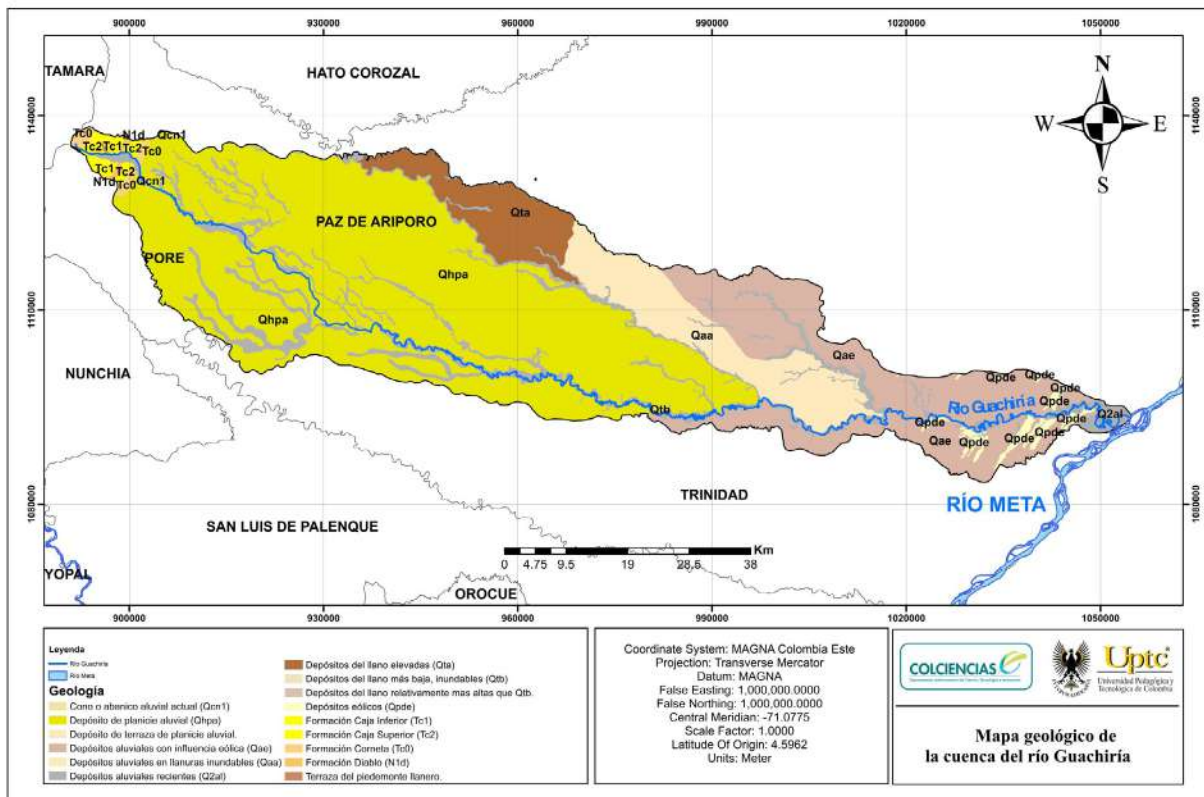 900000 930000 960000 990000 1020000 1050000
TAMARA
HATO COROZAL
N
W E
S
1140000 1140000
Tc0 N1d Qcn1
Tc2 Tc1 Tc2 Tc0
Tc1 Tc2
N1d Tc0 Qcn1
Qta
PAZ DE ARIPORO
PORE
Qhpa
1110000 1110000
Qhpa
Qaa
Qae
NUNCHIA
Qpde Qpde
Qpde
Qpde
Qtb
Río Guachiría
Qpde Qpde Q2al
Qae Qpde Qpde Qpde
TRINIDAD
RÍO META
1080000 1080000
SAN LUIS DE PALENQUE
Km
0 4.75 9.5 19 28.5 38
YOPAL
OROCUE
900000 930000 960000 990000 1020000 1050000
Leyenda
Río Guachiría
Río Meta
Geología
Cono o abanico aluvial actual (Qcn1)
Depósito de planicie aluvial (Qhpa)
Depósito de terraza de planicie aluvial.
Depósitos aluviales con influencia eólica (Qae)
Depósitos aluviales en llanuras inundables (Qaa)
Depósitos aluviales recientes (Q2al)
Depósitos del llano elevadas (Qta)
Depósitos del llano más baja, inundables (Qtb)
Depósitos del llano relativamente mas altas que Qtb.
Depósitos eólicos (Qpde)
Formación Caja Inferior (Tc1)
Formación Caja Superior (Tc2)
Formación Corneta (Tc0)
Formación Diablo (N1d)
Terraza del piedemonte llanero.
Coordinate System: MAGNA Colombia Este
Projection: Transverse Mercator
Datum: MAGNA
False Easting: 1,000,000.0000
False Northing: 1,000,000.0000
Central Meridian: -71.0775
Scale Factor: 1.0000
Latitude Of Origin: 4.5962
Units: Meter
COLCIENCIAS
Uptc
Universidad Pedagógica y
Tecnológica de Colombia
Mapa geológico de
la cuenca del río Guachiría